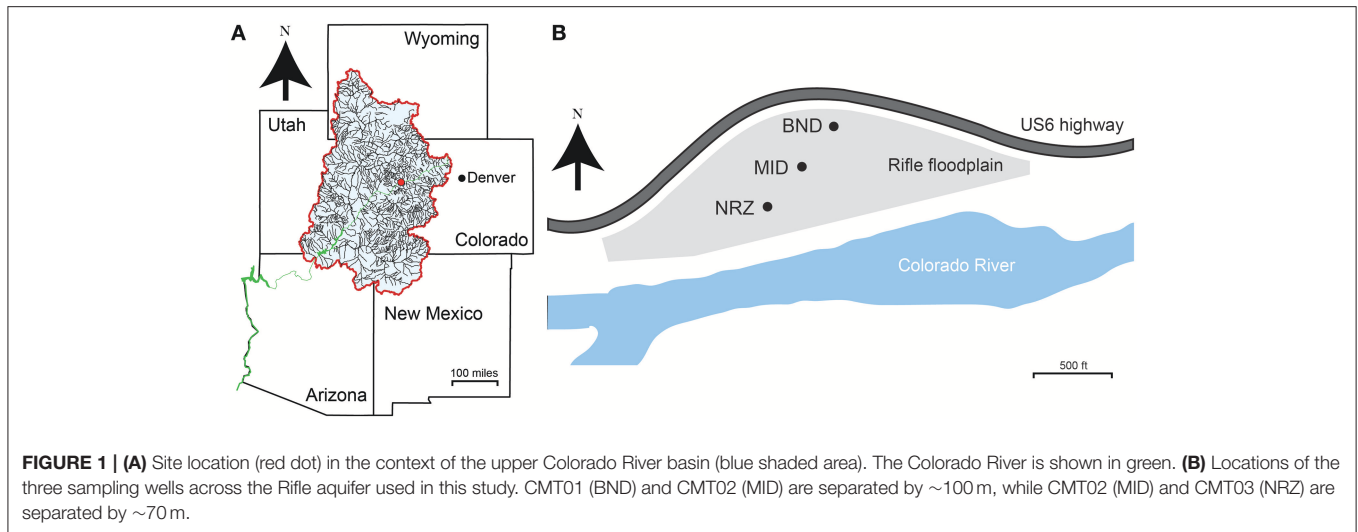 A
N
Wyoming
Utah
Denver
Colorado
New Mexico
100 miles
Arizona
B
N
BND
US6 highway
MID
Rifle floodplain
NRZ
Colorado River
500 ft
FIGURE 1 | (A) Site location (red dot) in the context of the upper Colorado River basin (blue shaded area). The Colorado River is shown in green. (B) Locations of the
three sampling wells across the Rifle aquifer used in this study. CMT01 (BND) and CMT02 (MID) are separated by ~100 m, while CMT02 (MID) and CMT03 (NRZ) are
separated by ~70 m.